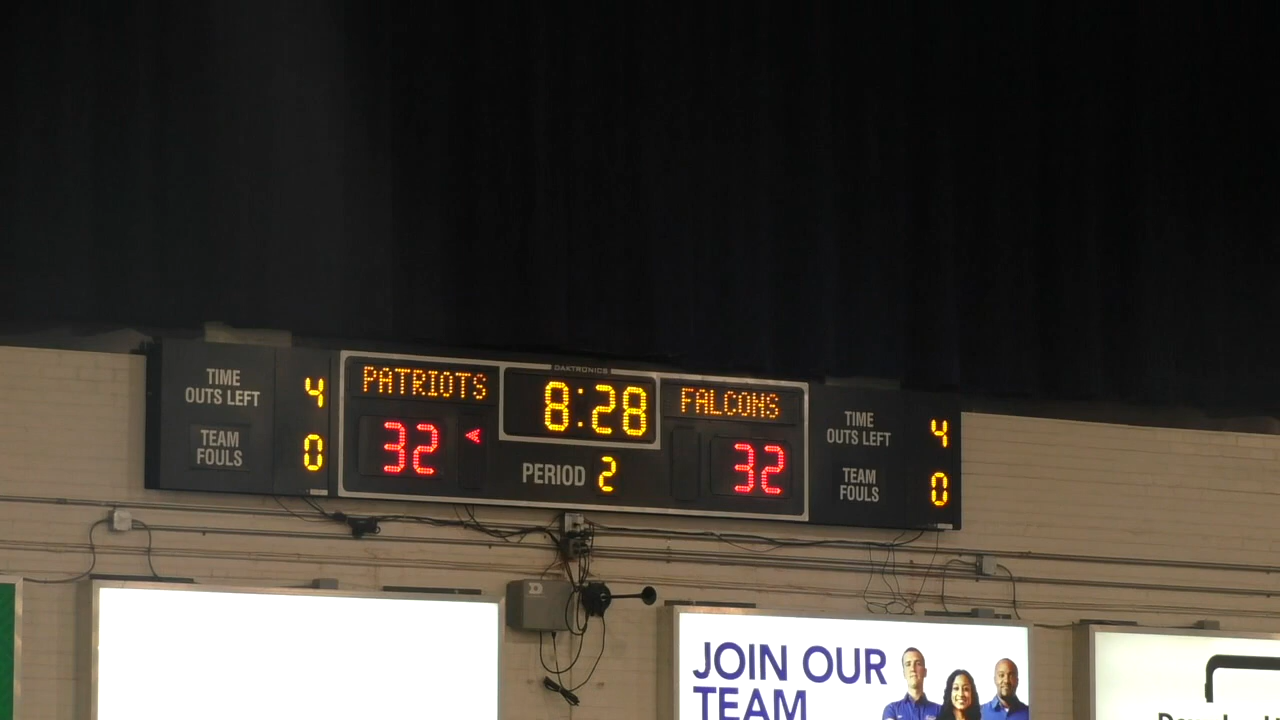 DAKTRONICS
TIME
OUTS LEFT
4
TEAM
FOULS
0
PATRIOTS
32
8:28
PERIOD 2
FALCONS
32
TIME
OUTS LEFT
4
TEAM
FOULS
0
JOIN OUR
TEAM